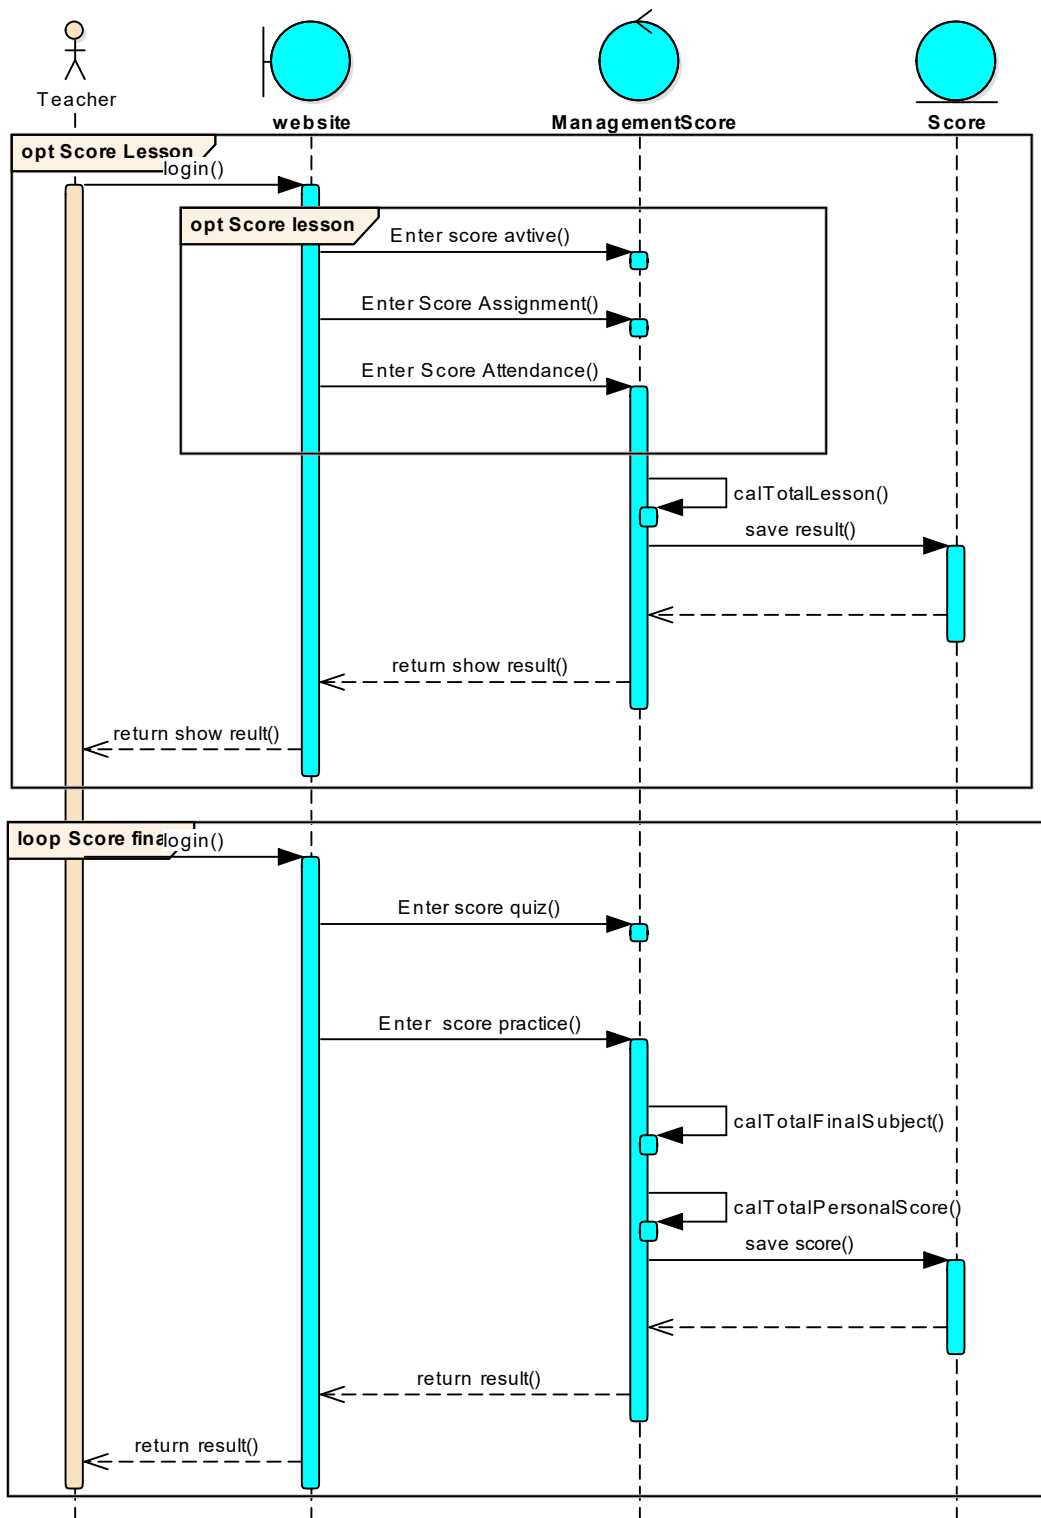 Teacher
website
ManagementScore
Score
opt Score Lesson
login()
opt Score lesson
Enter score avtive()
Enter Score Assignment()
Enter Score Attendance()
calTotalLesson()
save result()
return show result()
return show reult()
loop Score fina
login()
Enter score quiz()
Enter score practice()
calTotalFinalSubject()
calTotalPersonalScore()
save score()
return result()
return result()